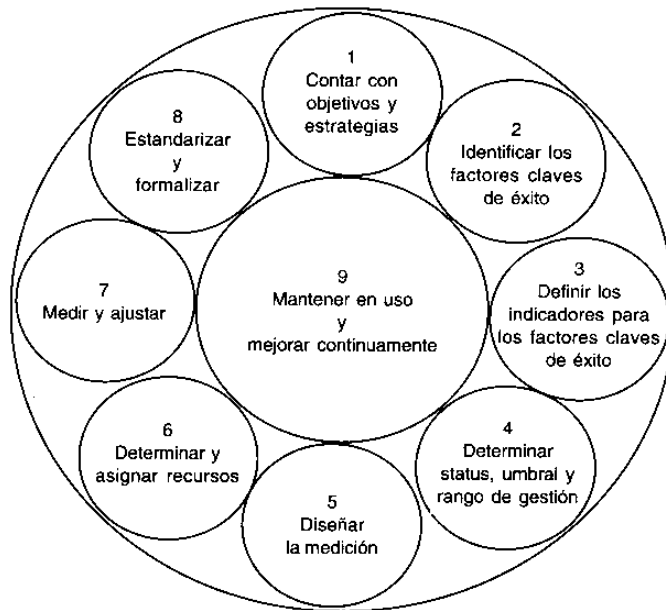 1
Contar con
objetivos y
estrategias
2
Identificar los
factores claves
de éxito
3
Definir los
indicadores para
los factores claves
de éxito
4
Determinar
status, umbral y
rango de gestión
5
Diseñar
la medición
6
Determinar y
asignar recursos
7
Medir y ajustar
8
Estandarizar
y
formalizar
9
Mantener en uso
y
mejorar continuamente